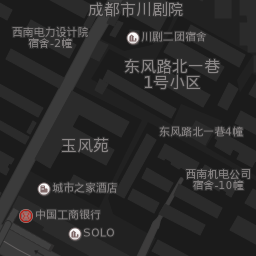 成都市川剧院
西南电力设计院
宿舍-2幢
川剧二团宿舍
东风路北一巷
1号小区
东风路北一巷4幢
玉风苑
西南机电公司
宿舍-10幢
城市之家酒店
中国工商银行
SOLO